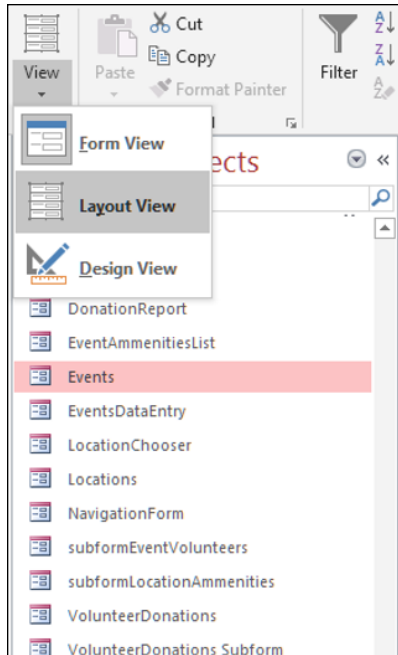 Cut
Copy
View
Paste
Format Painter
Filter
Form View
ects
Layout View
Design View
DonationReport
EventAmmenitiesList
Events
EventsDataEntry
LocationChooser
Locations
NavigationForm
subformEventVolunteers
subformLocationAmmenities
VolunteerDonations
VolunteerDonations Subform